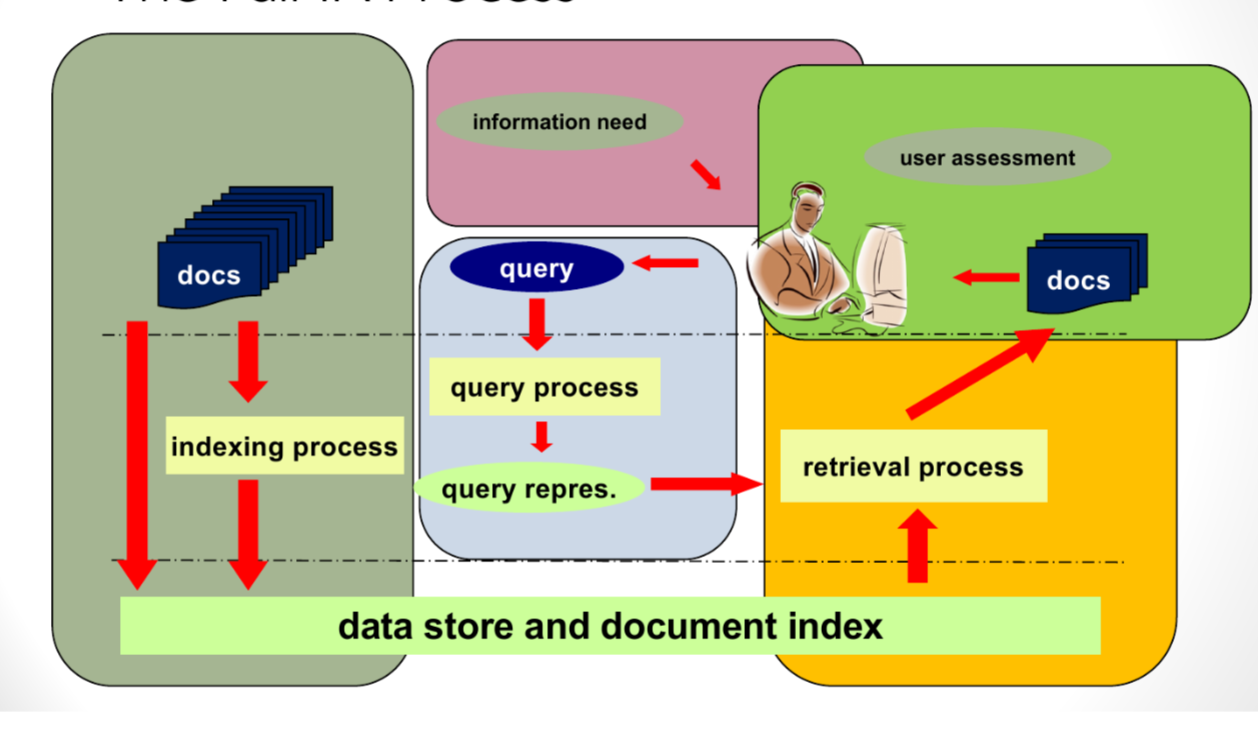 information need
user assessment
docs
query
docs
query process
indexing process
retrieval process
query repres.
data store and document index